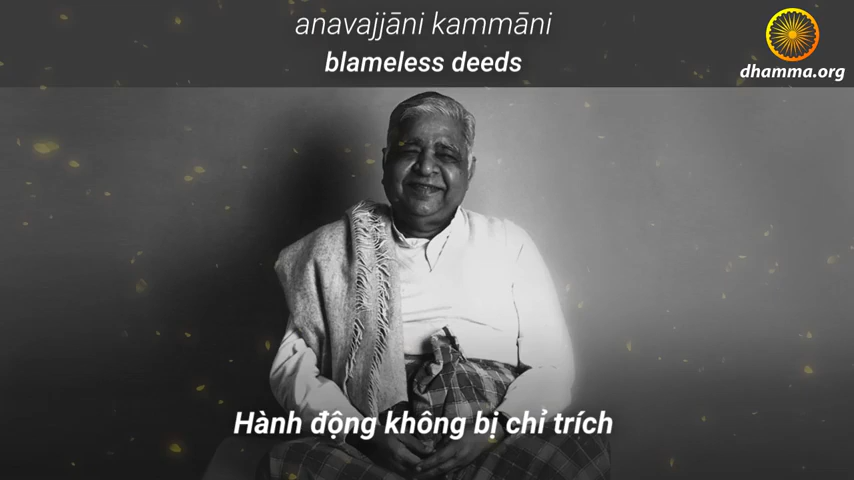 anavajjāni kammāni
blameless deeds
dhamma.org
Hành động không bị chỉ trích